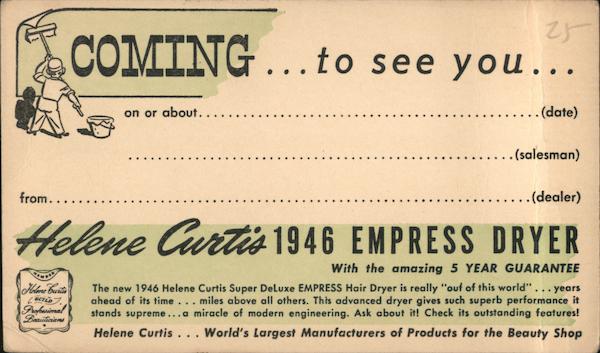 25
COMING ... to see you ...
on or about (date)
(salesman)
from (dealer)
Helene Curtis 1946 EMPRESS DRYER
With the amazing 5 YEAR GUARANTEE
The new 1946 Helene Curtis Super DeLuxe EMPRESS Hair Dryer is really "out of this world" ... years
ahead of its time ... miles above all others. This advanced dryer gives such superb performance it
stands supreme ... a miracle of modern engineering. Ask about it! Check its outstanding features!
Helene Curtis ... World's Largest Manufacturers of Products for the Beauty Shop
MEMBER
Helene Curtis
GUILD
Professional
Beauticians